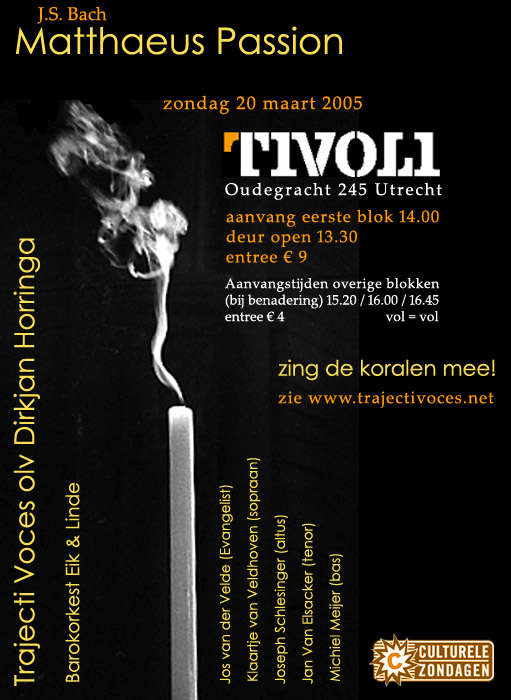 J.S. Bach
Matthaeus Passion
zondag 20 maart 2005
TIVOLI
Oudegracht 245 Utrecht
aanvang eerste blok 14.00
deur open 13.30
entree € 9
Aanvangstijden overige blokken
(bij benadering) 15.20 / 16.00 / 16.45
entree € 4 vol = vol
zing de koralen mee!
zie www.trajectivoces.net
Trajecti Voces olv Dirkjan Horringa
Barokorkest Eik & Linde
Jos van der Velde (Evangelist)
Klaartje van Veldhoven (sopraan)
Joseph Schlesinger (altus)
Jan Van Elsacker (tenor)
Michiel Meijer (bas)
C
CULTURELE
ZONDAGEN